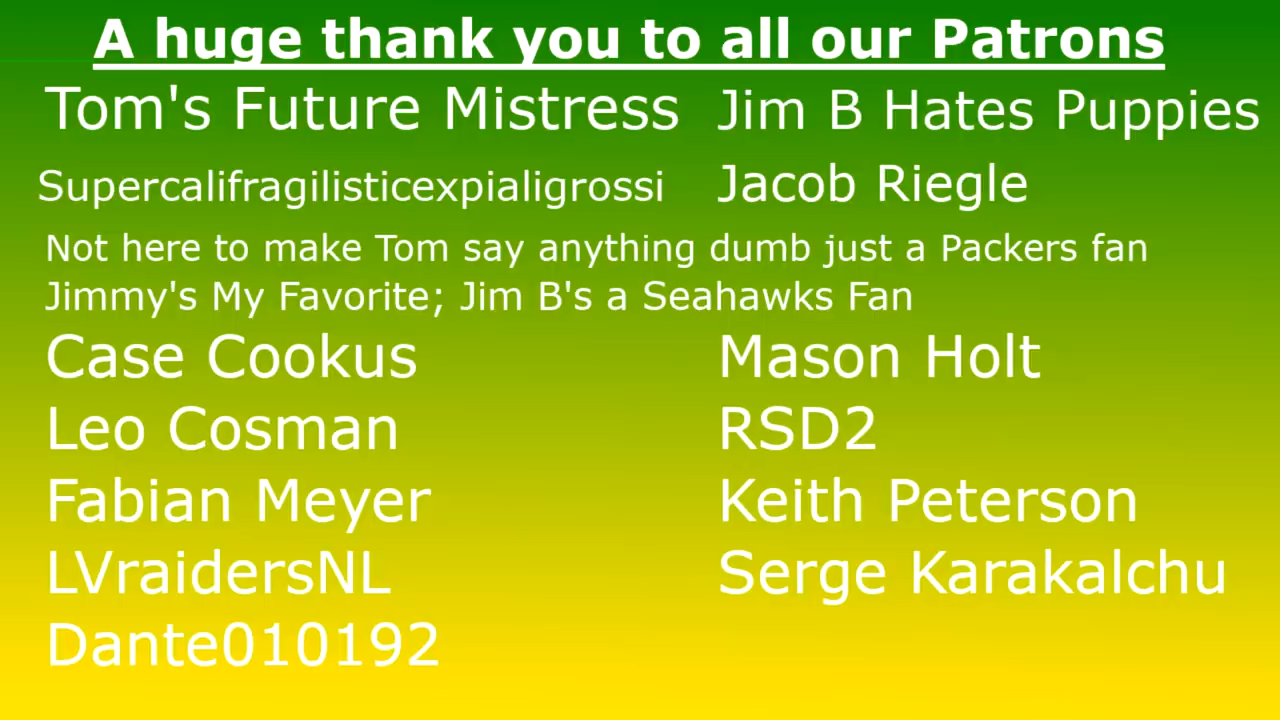 A huge thank you to all our Patrons
Tom's Future Mistress Jim B Hates Puppies
Supercalifragilisticexpialigrossi Jacob Riegle
Not here to make Tom say anything dumb just a Packers fan
Jimmy's My Favorite; Jim B's a Seahawks Fan
Case Cookus Mason Holt
Leo Cosman RSD2
Fabian Meyer Keith Peterson
LVraidersNL Serge Karakalchu
Dante010192